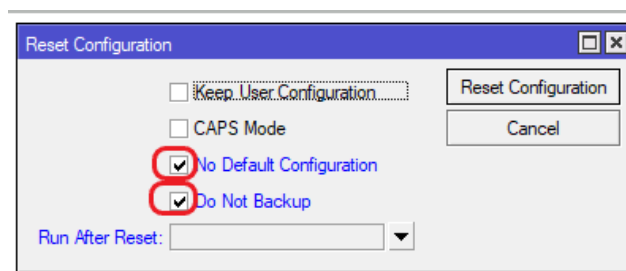 Reset Configuration
Keep User Configuration
Reset Configuration
CAPS Mode
Cancel
No Default Configuration
Do Not Backup
Run After Reset: